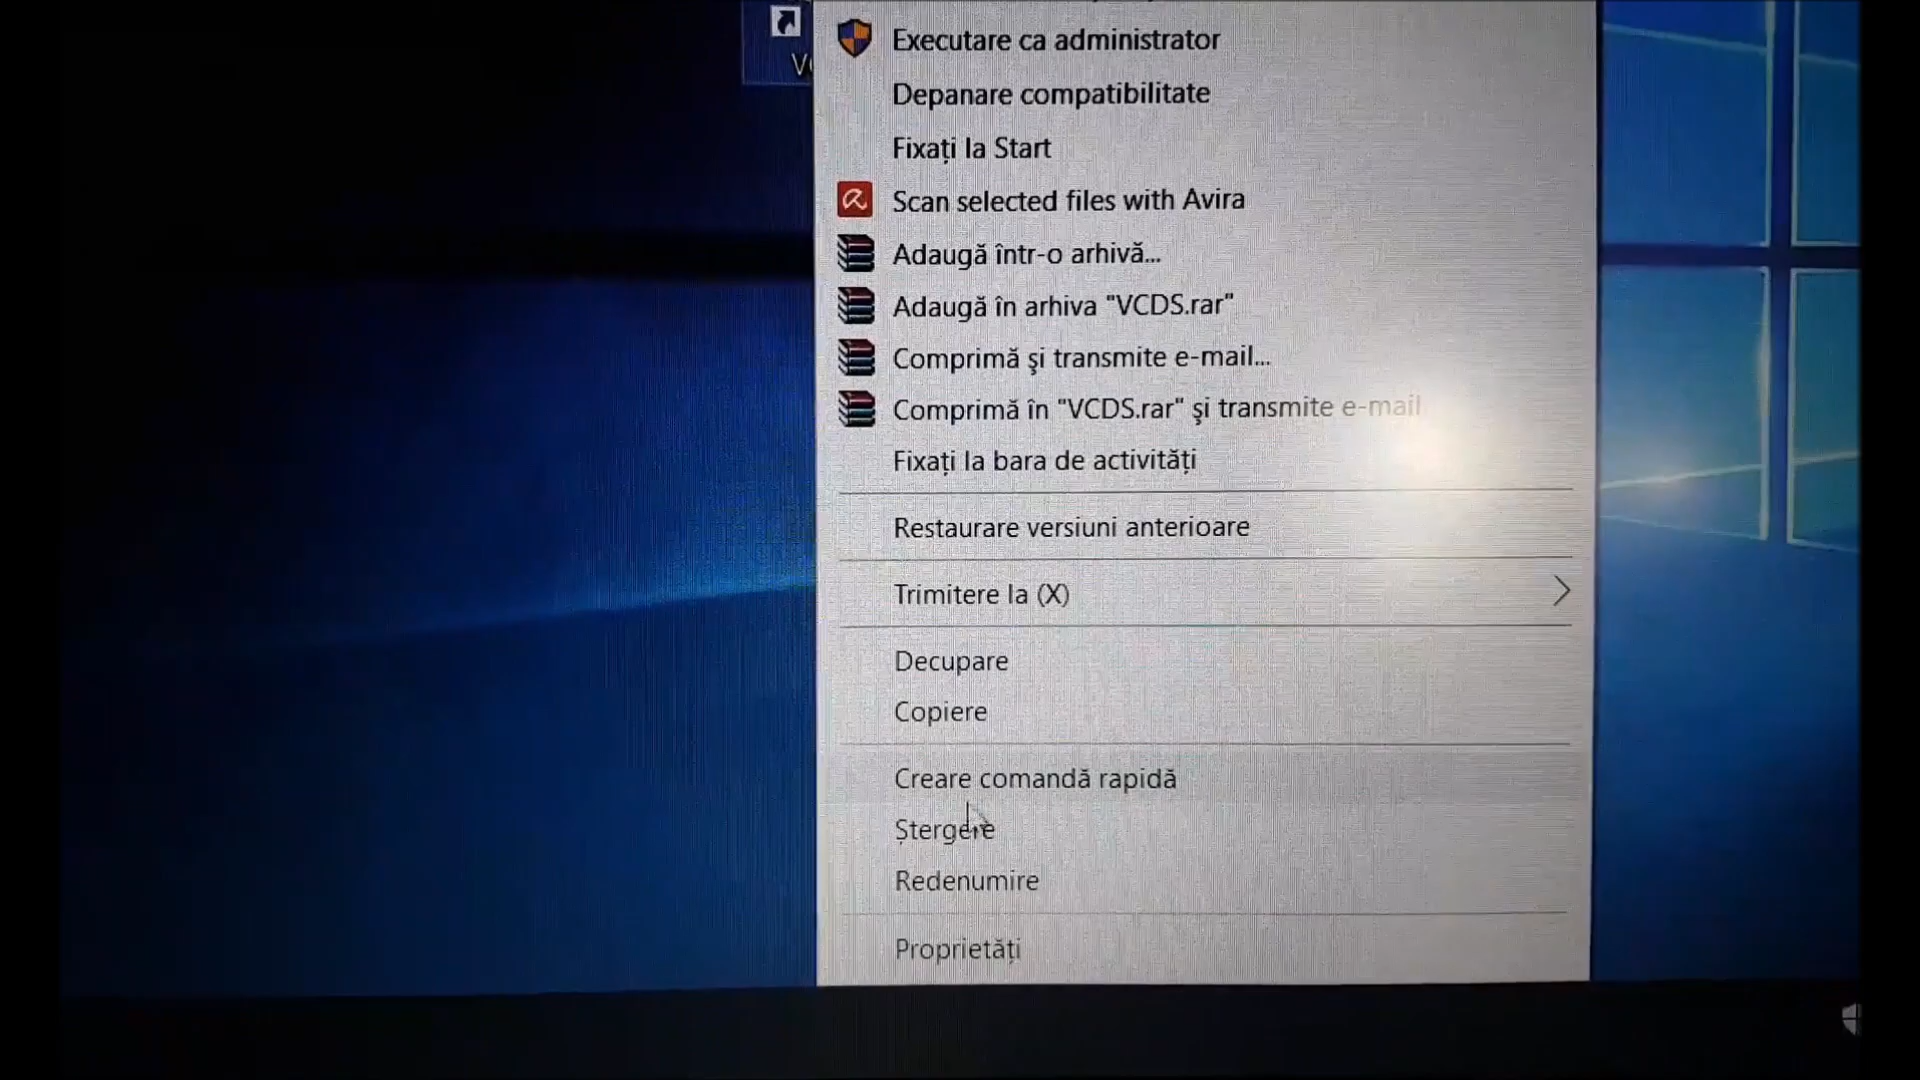 Executare ca administrator
Depanare compatibilitate
Fixați la Start
Scan selected files with Avira
Adaugă într-o arhivă...
Adaugă în arhiva "VCDS.rar"
Comprimă şi transmite e-mail...
Comprimă în "VCDS.rar" şi transmite e-mail
Fixați la bara de activități
Restaurare versiuni anterioare
Trimitere la (X)
Decupare
Copiere
Creare comandă rapidă
Ștergere
Redenumire
Proprietăți